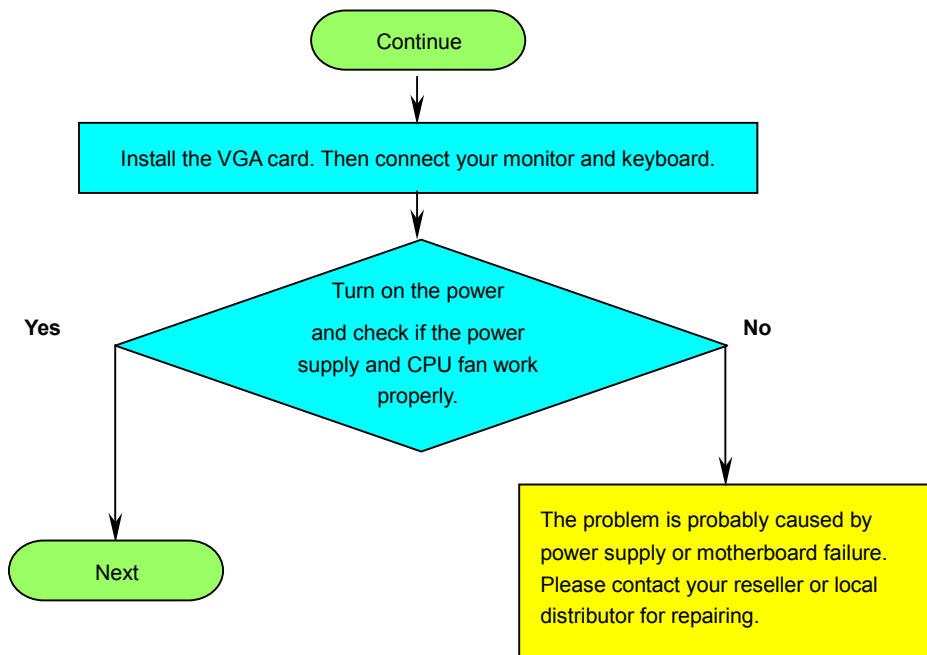 Continue
Install the VGA card. Then connect your monitor and keyboard.
Turn on the power
and check if the power
supply and CPU fan work
properly.
Yes
No
The problem is probably caused by
power supply or motherboard failure.
Please contact your reseller or local
distributor for repairing.
Next